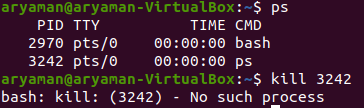 aryaman@aryaman-VirtualBox:~$ ps
    PID TTY          TIME CMD
   2970 pts/0    00:00:00 bash
   3242 pts/0    00:00:00 ps
aryaman@aryaman-VirtualBox:~$ kill 3242
bash: kill: (3242) - No such process